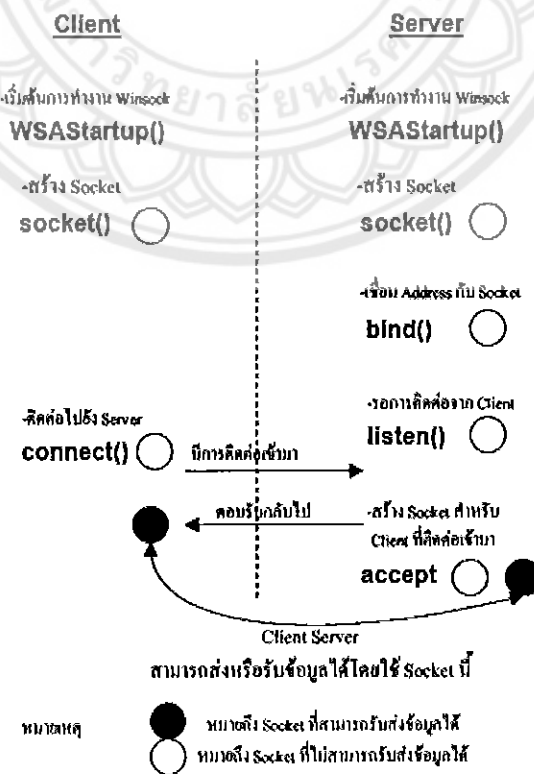 Client
Server
-เริ่มต้นการทำงาน Winsock
WSAStartup()
-เริ่มต้นการทำงาน Winsock
WSAStartup()
-สร้าง Socket
socket()
-สร้าง Socket
socket()
-เชื่อม Address กับ Socket
bind()
-ติดต่อไปยัง Server
connect()
-รอการติดต่อจาก Client
listen()
มีการติดต่อเข้ามา
ตอบรับกลับไป
-สร้าง Socket สำหรับ
Client ที่ติดต่อเข้ามา
accept
Client Server
สามารถส่งหรือรับข้อมูลได้โดยใช้ Socket นี้
หมายเหตุ
หมายถึง Socket ที่สามารถรับส่งข้อมูลได้
หมายถึง Socket ที่ไม่สามารถรับส่งข้อมูลได้